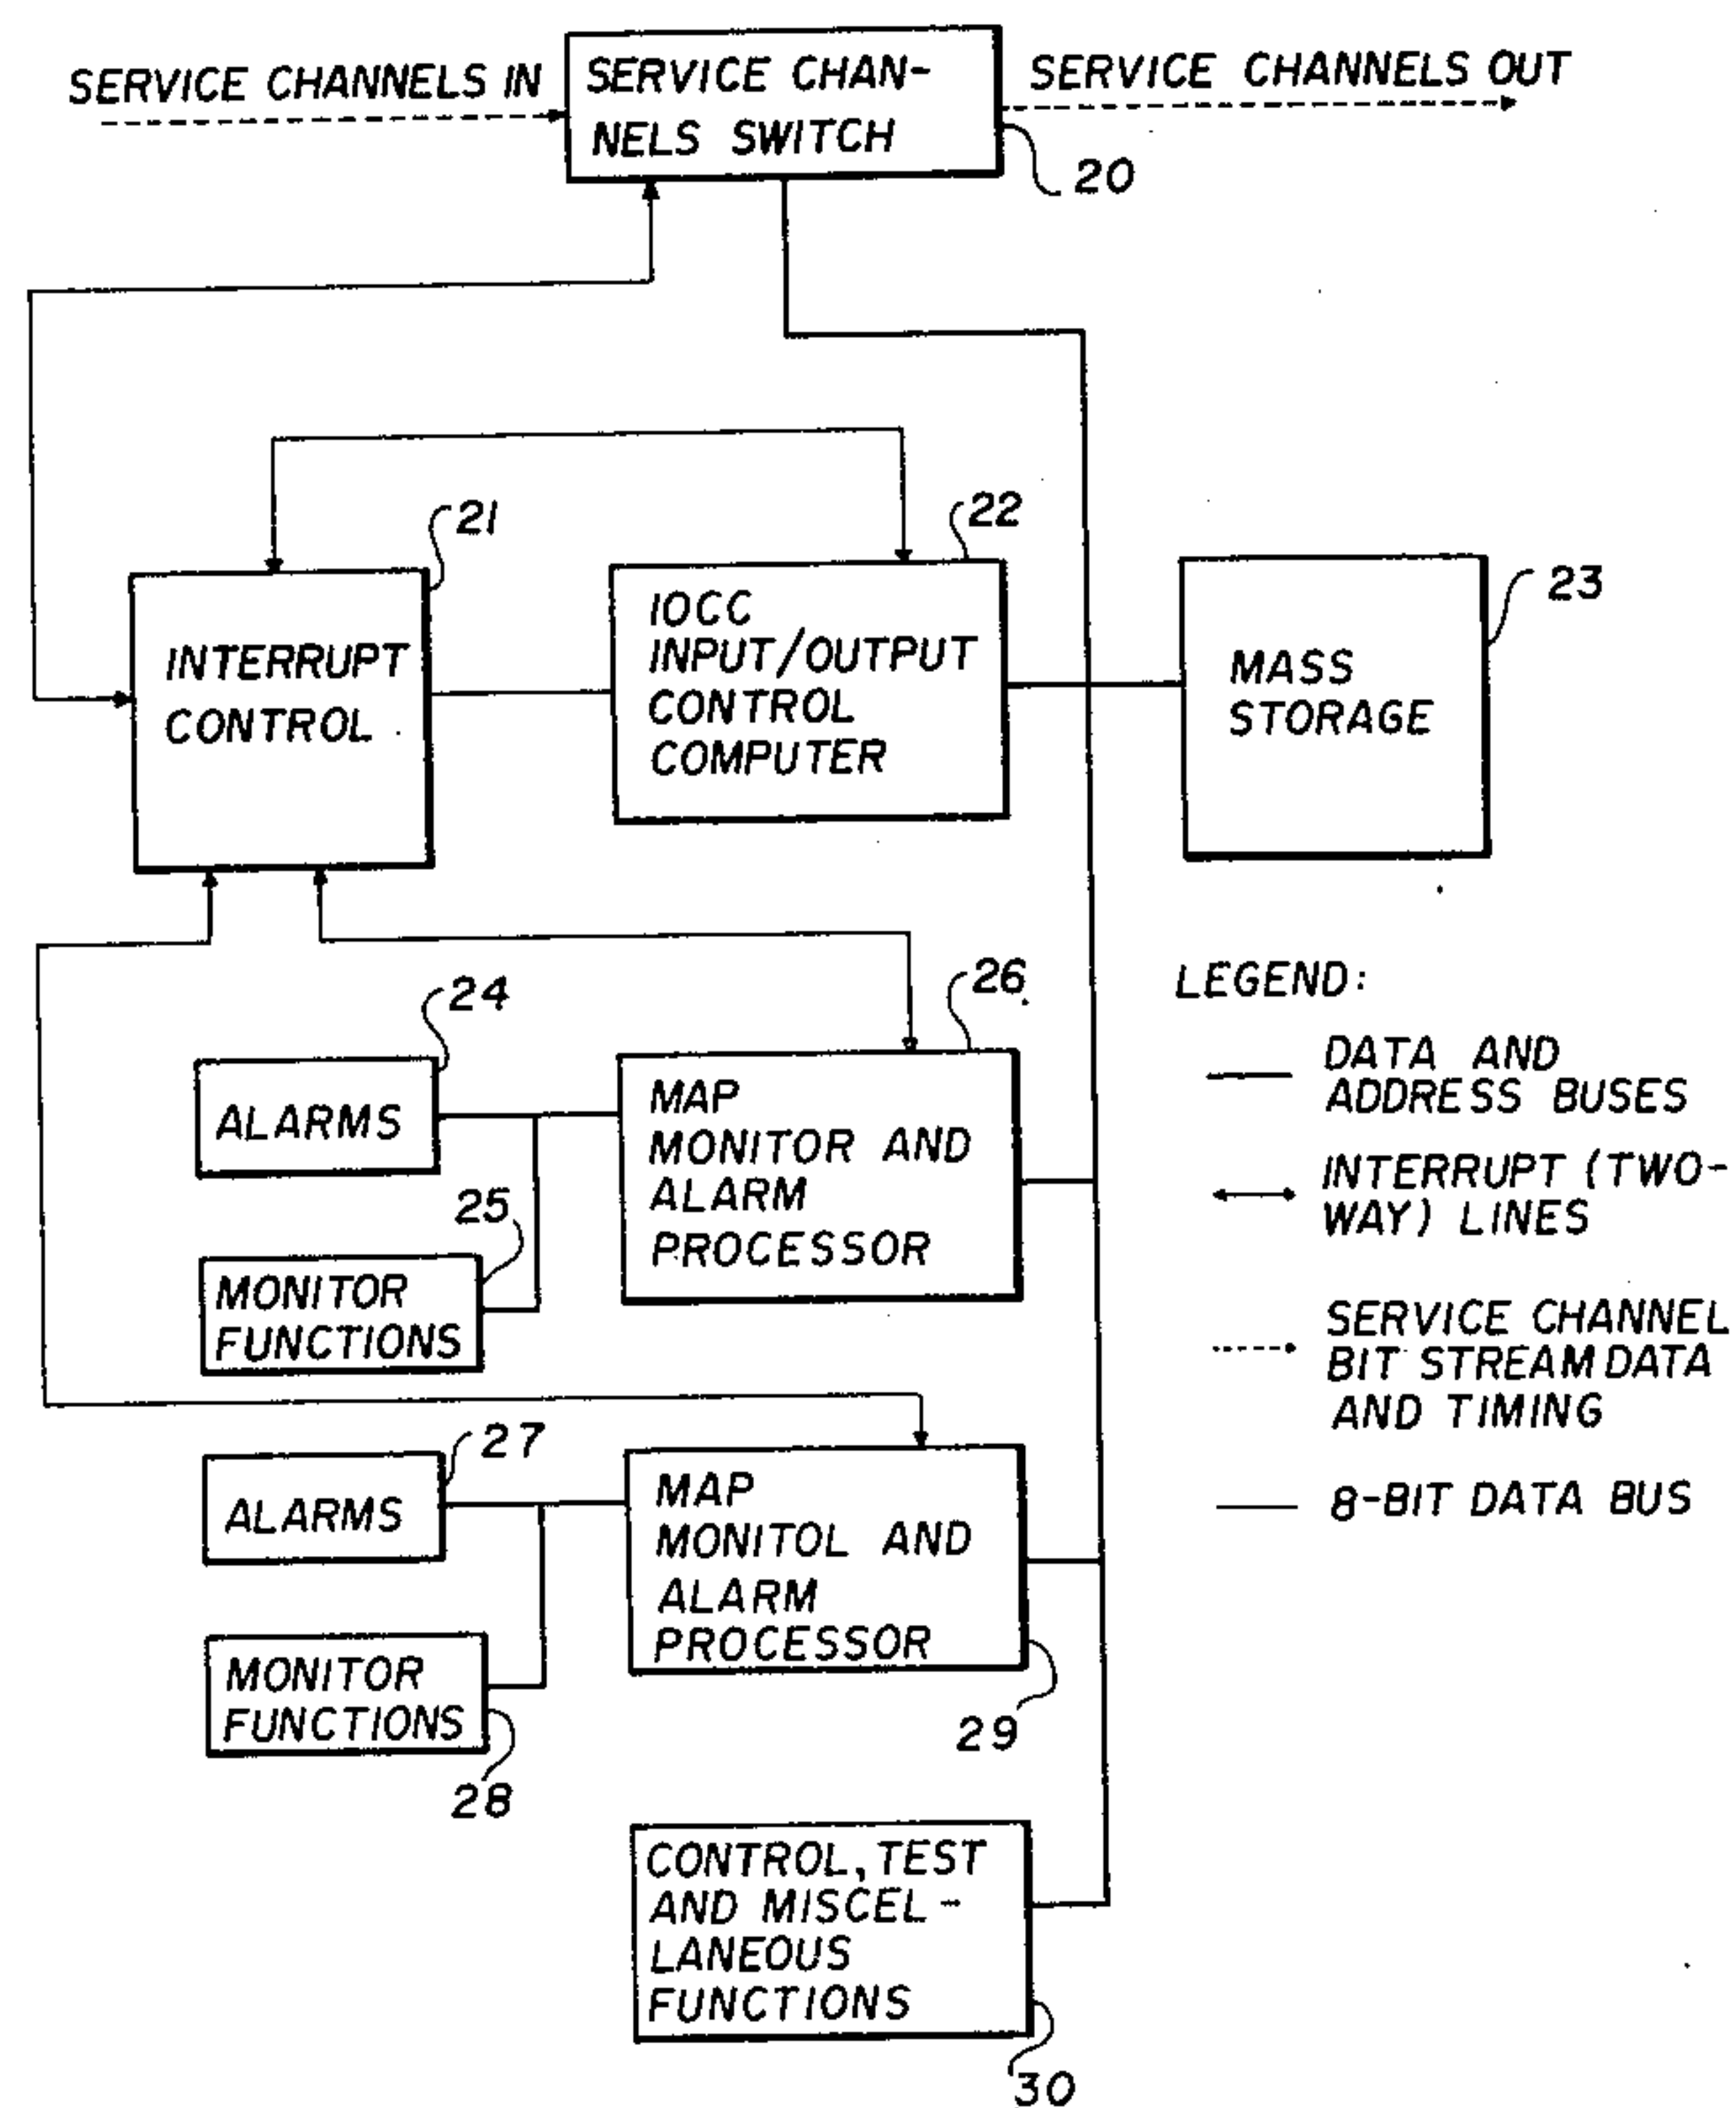 SERVICE CHANNELS IN
SERVICE CHAN-
NELS SWITCH
SERVICE CHANNELS OUT
20
21
22
23
INTERRUPT
CONTROL
IOCC
INPUT/OUTPUT
CONTROL
COMPUTER
MASS
STORAGE
24
26
ALARMS
MAP
MONITOR AND
ALARM
PROCESSOR
25
MONITOR
FUNCTIONS
LEGEND:
DATA AND
ADDRESS BUSES
INTERRUPT (TWO-
WAY) LINES
SERVICE CHANNEL
BIT STREAM DATA
AND TIMING
8-BIT DATA BUS
27
ALARMS
MAP
MONITOL AND
ALARM
PROCESSOR
MONITOR
FUNCTIONS
28
29
CONTROL, TEST
AND MISCEL-
LANEOUS
FUNCTIONS
30